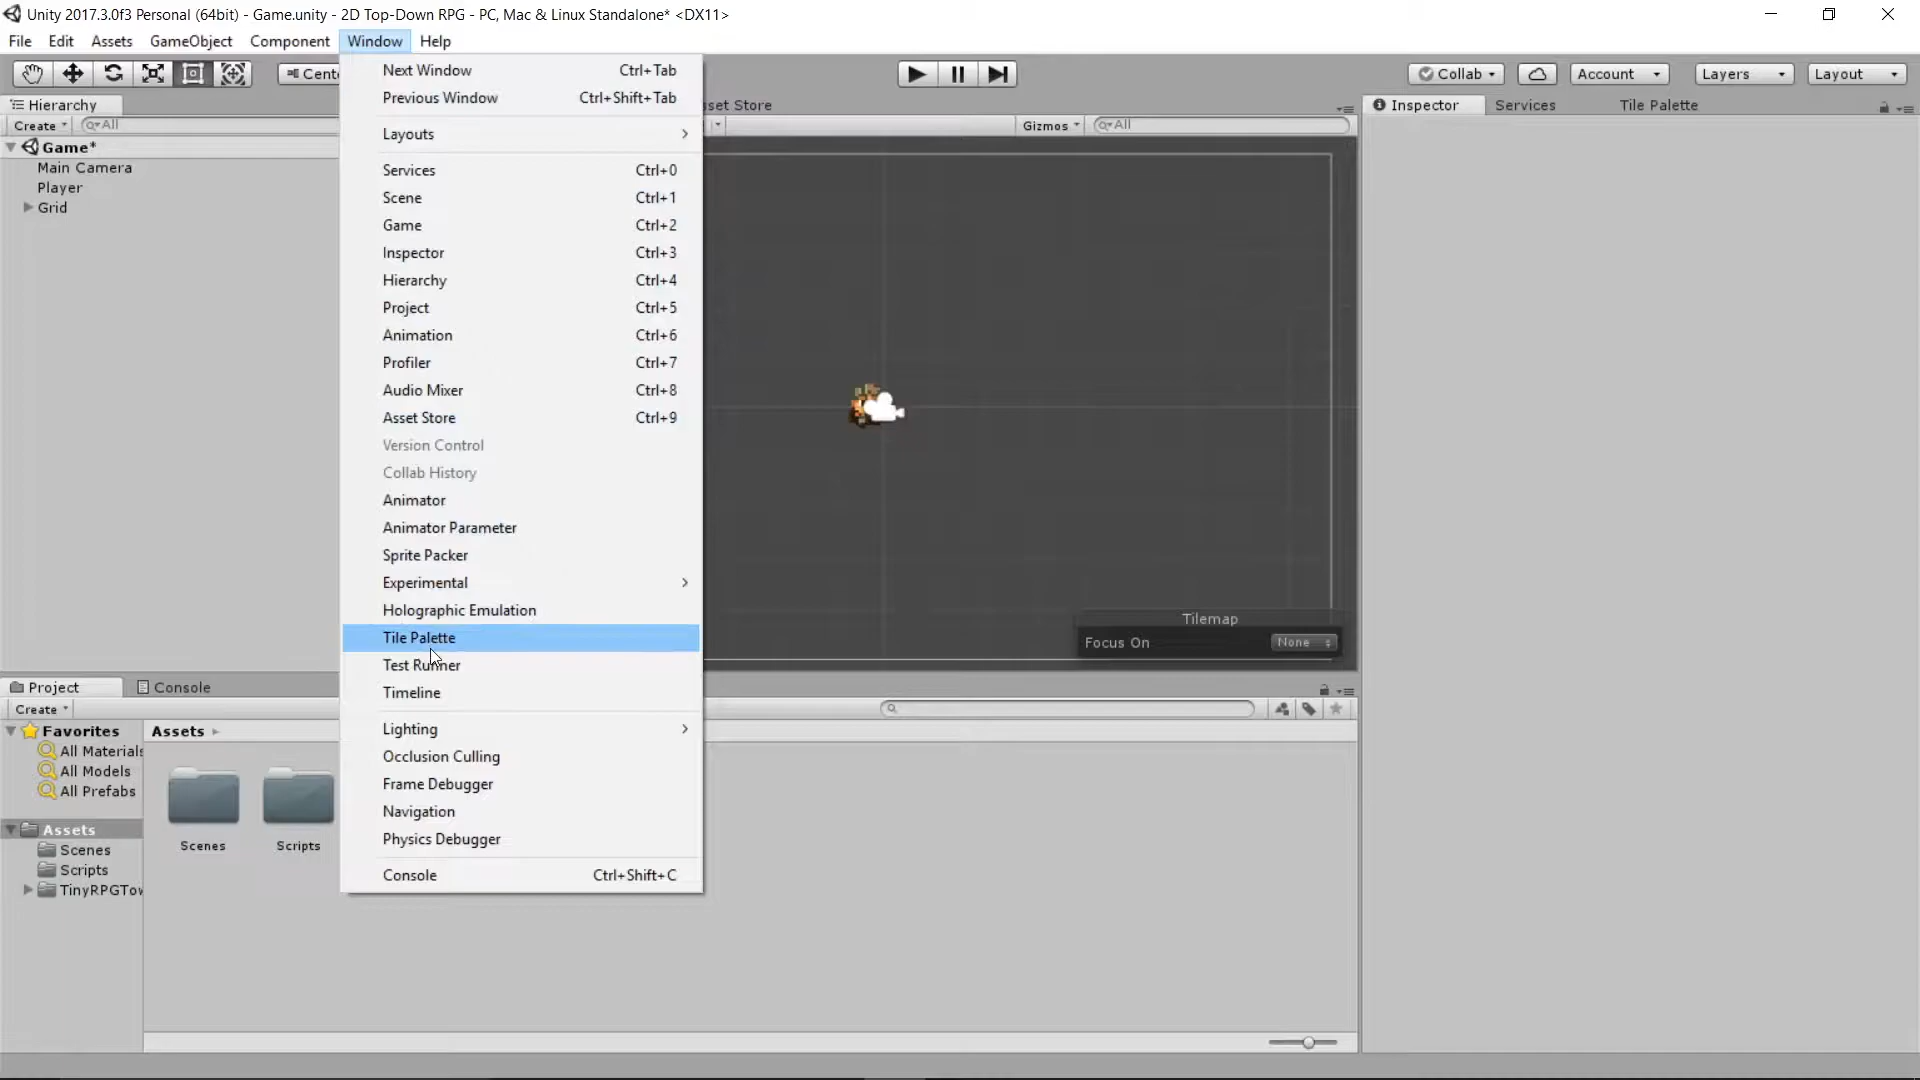 Unity 2017.3.0f3 Personal (64bit) - Game.unity - 2D Top-Down RPG - PC, Mac & Linux Standalone* <DX11>
File Edit Assets GameObject Component Window Help
Cente
Collab
Account
Layers
Layout
Hierarchy
sset Store
Inspector
Services
Tile Palette
Create
All
Gizmos
All
Game*
Main Camera
Player
Grid
Next Window Ctrl+Tab
Previous Window Ctrl+Shift+Tab
Layouts
Services Ctrl+0
Scene Ctrl+1
Game Ctrl+2
Inspector Ctrl+3
Hierarchy Ctrl+4
Project Ctrl+5
Animation Ctrl+6
Profiler Ctrl+7
Audio Mixer Ctrl+8
Asset Store Ctrl+9
Version Control
Collab History
Animator
Animator Parameter
Sprite Packer
Experimental
Holographic Emulation
Tile Palette
Test Runner
Timeline
Lighting
Occlusion Culling
Frame Debugger
Navigation
Physics Debugger
Console Ctrl+Shift+C
Tilemap
Focus On None
Project
Console
Create
Favorites
All Materials
All Models
All Prefabs
Assets
Scenes
Scripts
TinyRPGTow
Assets
Scenes
Scripts